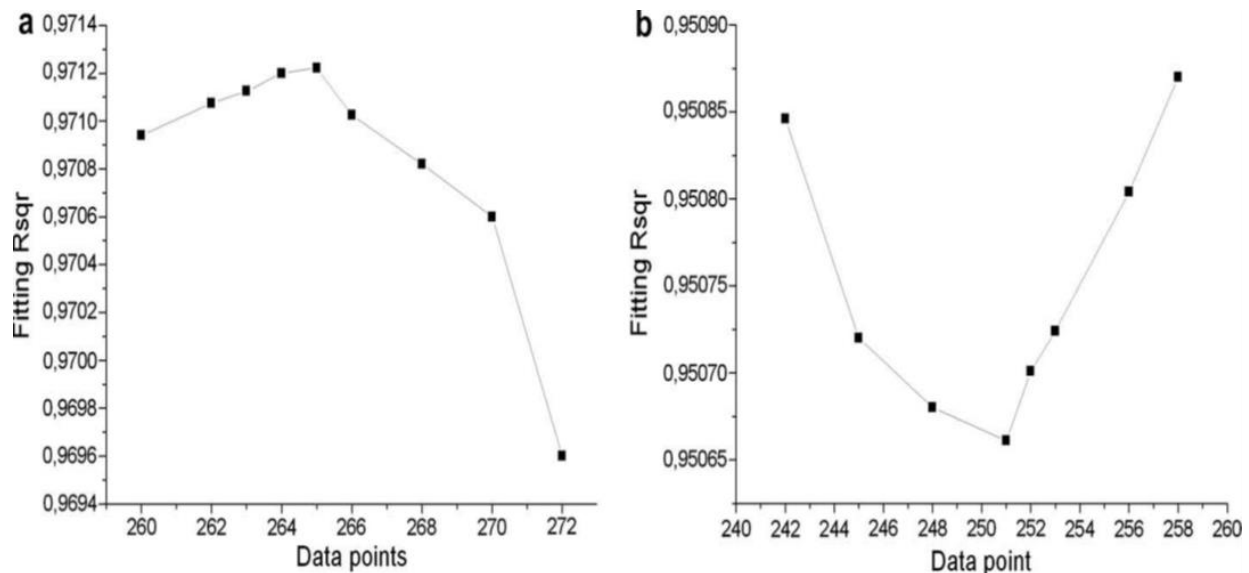 a
0,9714
0,9712
0,9710
0,9708
0,9706
0,9704
0,9702
0,9700
0,9698
0,9696
0,9694
Fitting Rsqr
260 262 264 266 268 270 272
Data points
b
0,95090
0,95085
0,95080
0,95075
0,95070
0,95065
Fitting Rsqr
240 242 244 246 248 250 252 254 256 258 260
Data point